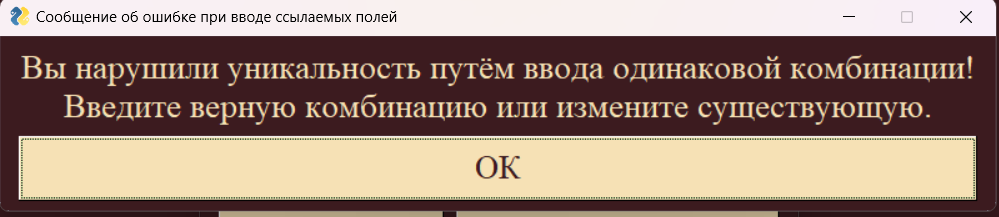 Сообщение об ошибке при вводе ссылаемых полей
Вы нарушили уникальность путём ввода одинаковой комбинации!
Введите верную комбинацию или измените существующую.
ОК